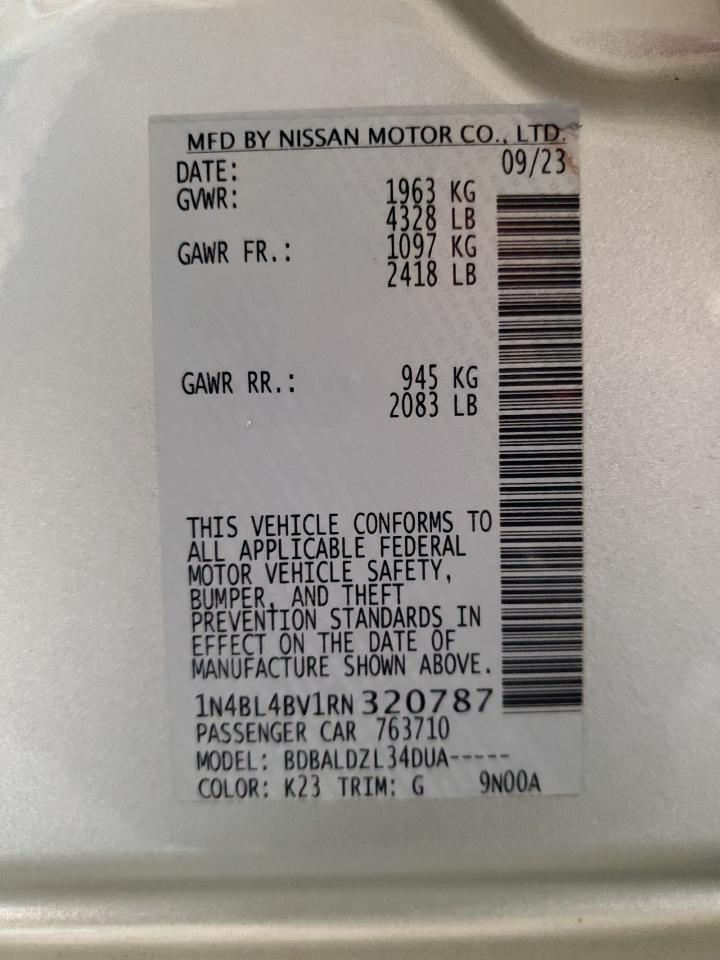 MFD BY NISSAN MOTOR CO., LTD.
DATE: 09/23
GVWR: 1963 KG
4328 LB
GAWR FR.: 1097 KG
2418 LB
GAWR RR.: 945 KG
2083 LB
THIS VEHICLE CONFORMS TO
ALL APPLICABLE FEDERAL
MOTOR VEHICLE SAFETY,
BUMPER, AND THEFT
PREVENTION STANDARDS IN
EFFECT ON THE DATE OF
MANUFACTURE SHOWN ABOVE.
1N4BL4BV1RN 320787
PASSENGER CAR 763710
MODEL: BDBALDZL34DUA-----
COLOR: K23 TRIM: G 9N00A